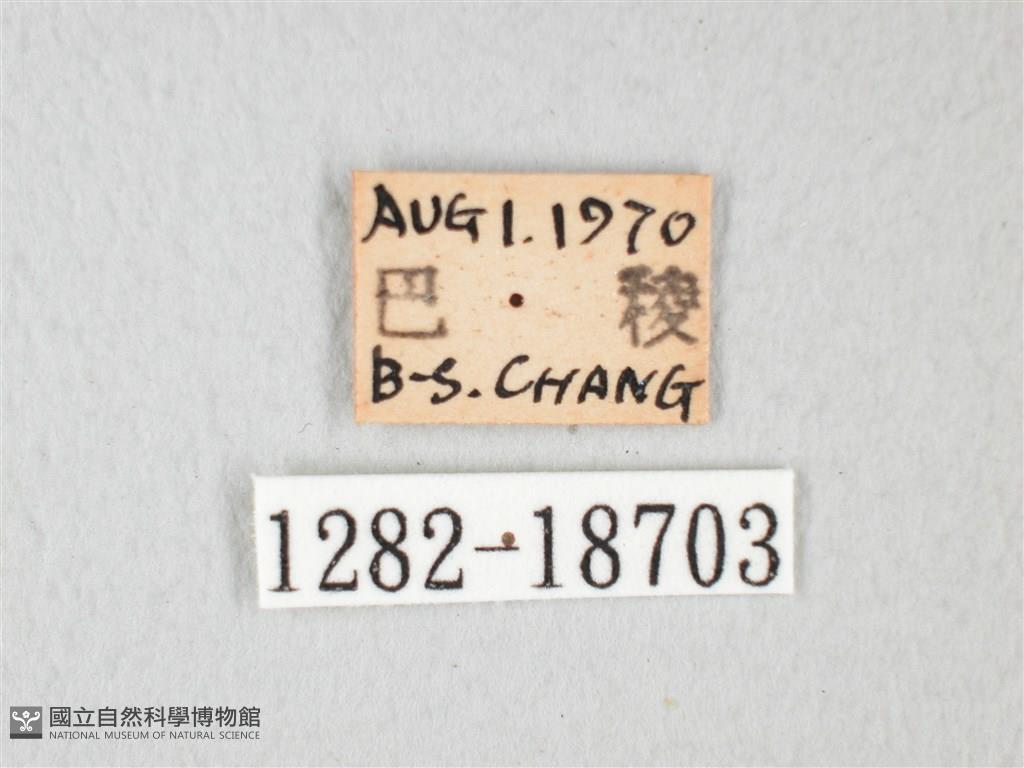 AUG 1. 1970
巴 稜
B-S. CHANG
1282-18703
國立自然科學博物館
NATIONAL MUSEUM OF NATURAL SCIENCE